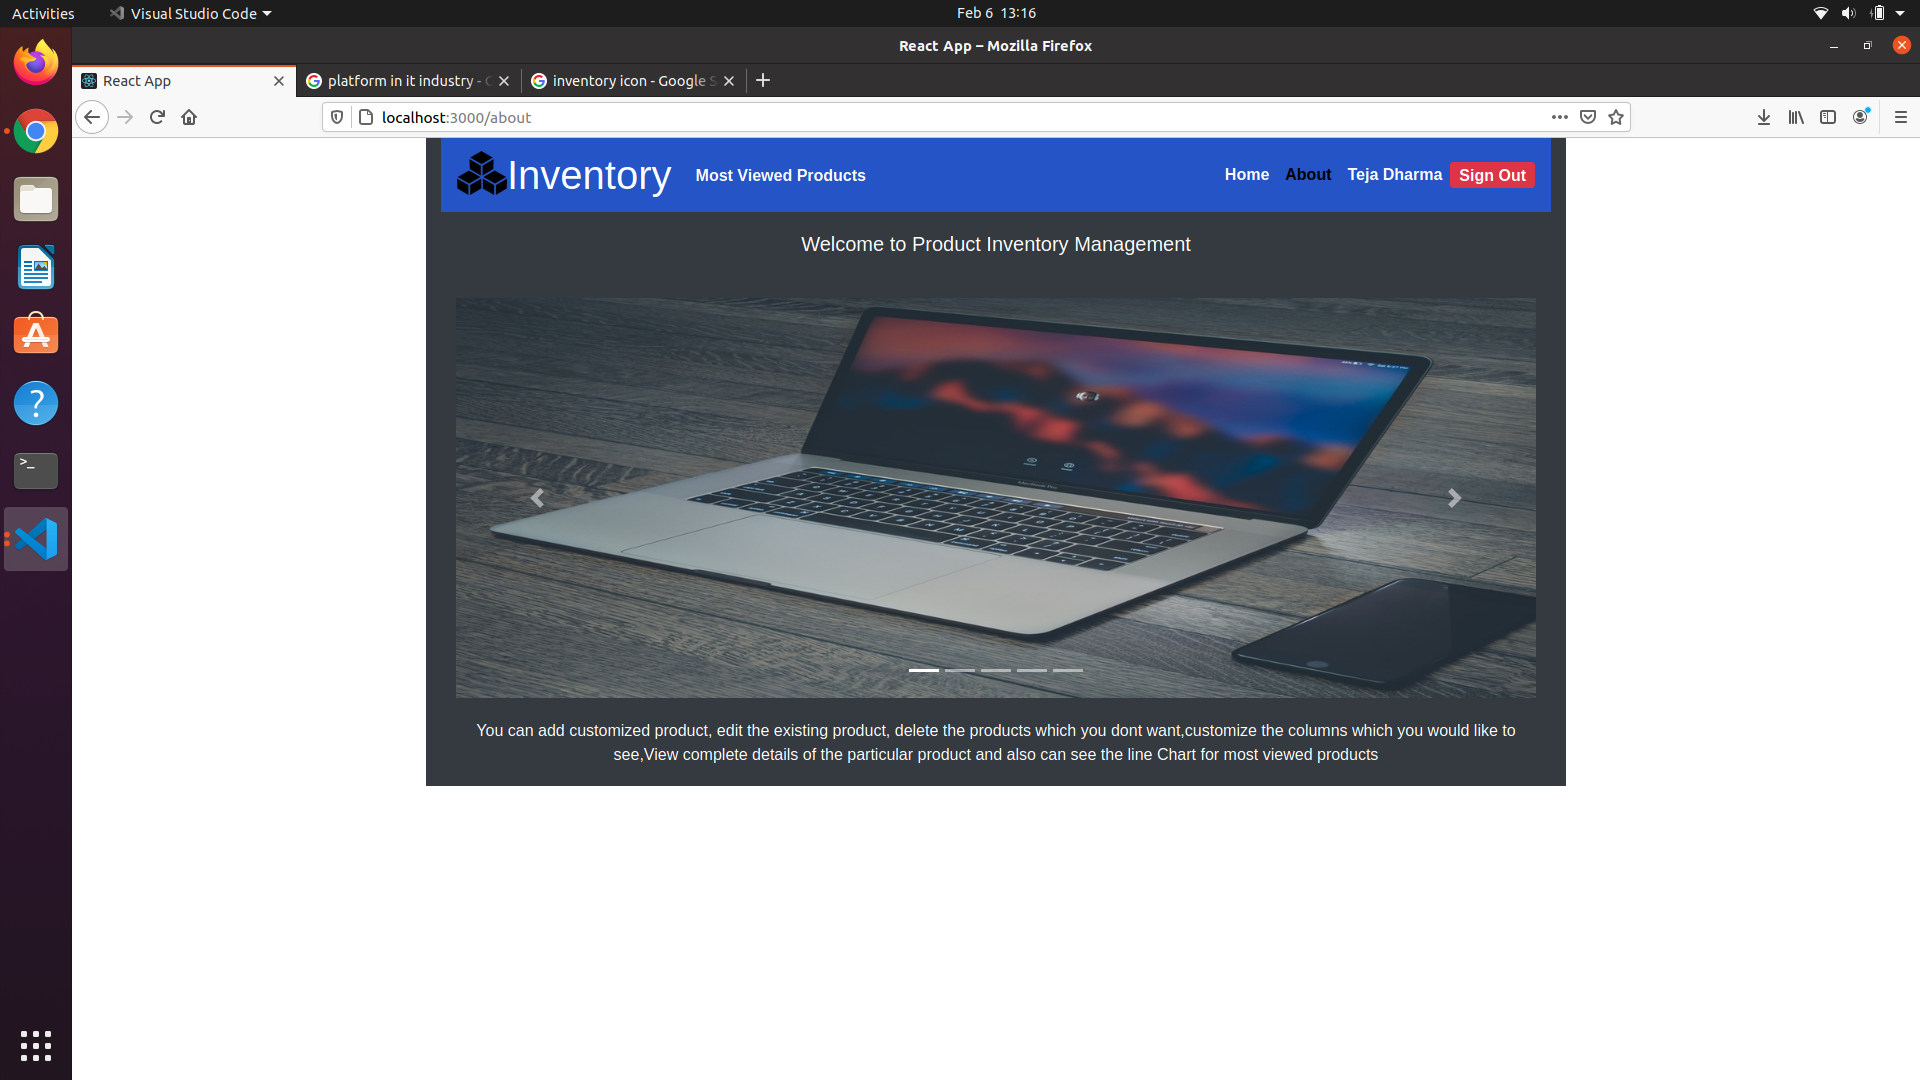 Activities
Visual Studio Code
Feb 6 13:16
React App – Mozilla Firefox
React App
platform in it industry -
inventory icon - Google
localhost:3000/about
Inventory
Most Viewed Products
Home
About
Teja Dharma
Sign Out
Welcome to Product Inventory Management
You can add customized product, edit the existing product, delete the products which you dont want,customize the columns which you would like to
see,View complete details of the particular product and also can see the line Chart for most viewed products